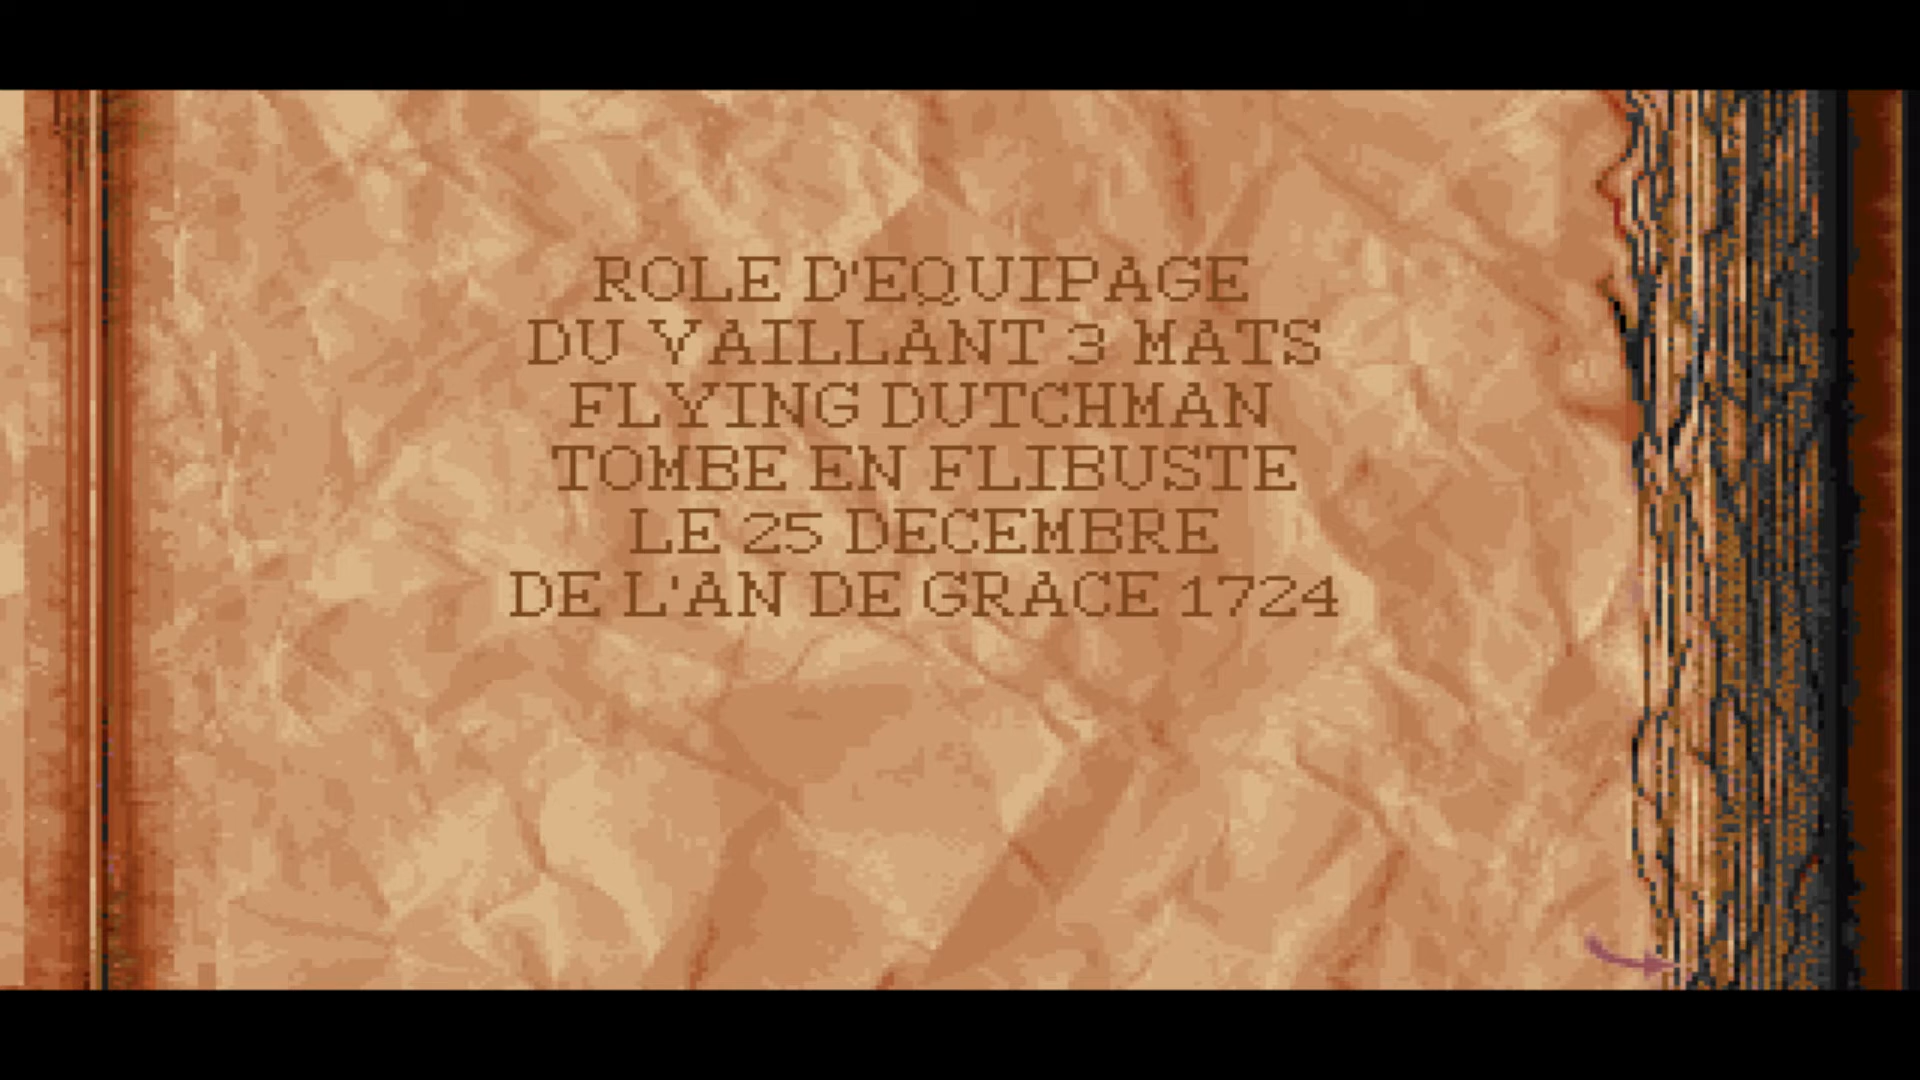 ROLE D'EQUIPAGE
DU VAILLANT 3 MATS
FLYING DUTCHMAN
TOMBE EN FLIBUSTE
LE 25 DECEMBRE
DE L'AN DE GRACE 1724